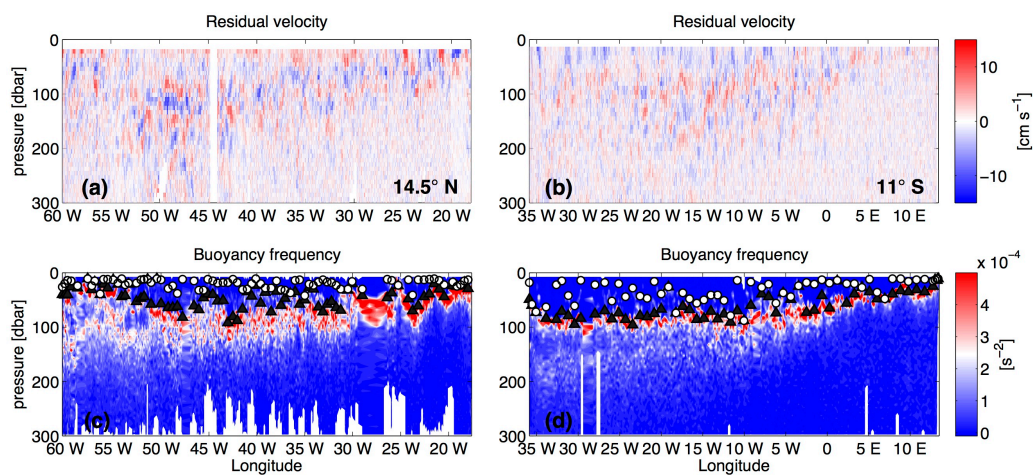 Residual velocity
0
100
200
300
pressure [dbar]
(a)
14.5° N
60 W 55 W 50 W 45 W 40 W 35 W 30 W 25 W 20 W
Residual velocity
0
100
200
300
(b)
11° S
35 W 30 W 25 W 20 W 15 W 10 W 5 W 0 5 E 10 E
10
0
−10
[cm s⁻¹]
Buoyancy frequency
0
100
200
300
pressure [dbar]
(c)
60 W 55 W 50 W 45 W 40 W 35 W 30 W 25 W 20 W
Longitude
Buoyancy frequency
0
100
200
300
(d)
35 W 30 W 25 W 20 W 15 W 10 W 5 W 0 5 E 10 E
Longitude
x 10⁻⁴
5
4
3
2
1
0
[s⁻²]